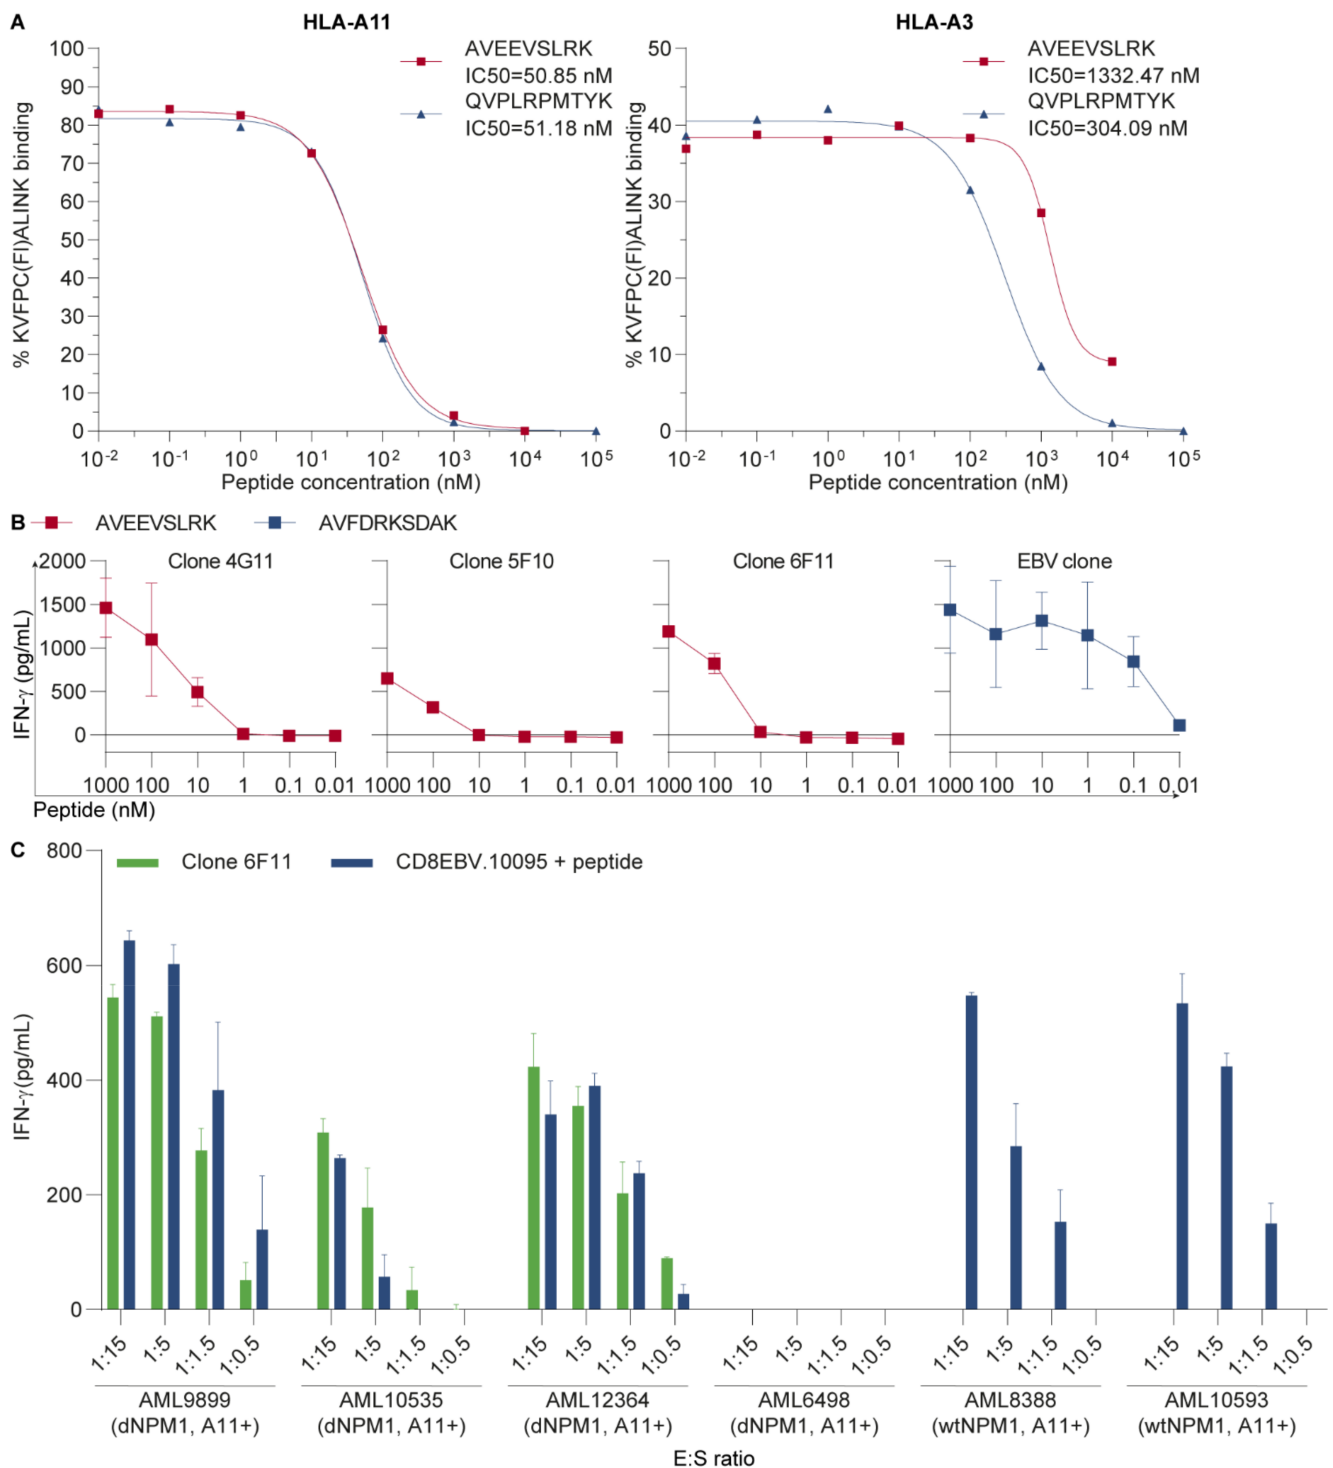 A
HLA-A11
HLA-A3
AVEEVSLRK
IC50=50.85 nM
QVPLRPMTYK
IC50=51.18 nM
% KVFPC(Fl)ALINK binding
100
90
80
70
60
50
40
30
20
10
0
10-2 10-1 100 101 102 103 104 105
Peptide concentration (nM)
AVEEVSLRK
IC50=1332.47 nM
QVPLRPMTYK
IC50=304.09 nM
% KVFPC(Fl)ALINK binding
50
40
30
20
10
0
10-2 10-1 100 101 102 103 104 105
Peptide concentration (nM)
B AVEEVSLRK AVFDRKSDAK
Clone 4G11 Clone 5F10 Clone 6F11 EBV clone
IFN-γ (pg/mL)
2000
1500
1000
500
0
1000 100 10 1 0.1 0.01 1000 100 10 1 0.1 0.01 1000 100 10 1 0.1 0.01 1000 100 10 1 0.1 0.01
Peptide (nM)
C
Clone 6F11 CD8EBV.10095 + peptide
IFN-γ(pg/mL)
800
600
400
200
0
1:15 1:5 1:1.5 1:0.5 1:15 1:5 1:1.5 1:0.5 1:15 1:5 1:1.5 1:0.5 1:15 1:5 1:1.5 1:0.5 1:15 1:5 1:1.5 1:0.5 1:15 1:5 1:1.5 1:0.5
AML9899 AML10535 AML12364 AML6498 AML8388 AML10593
(dNPM1, A11+) (dNPM1, A11+) (dNPM1, A11+) (dNPM1, A11+) (wtNPM1, A11+) (wtNPM1, A11+)
E:S ratio